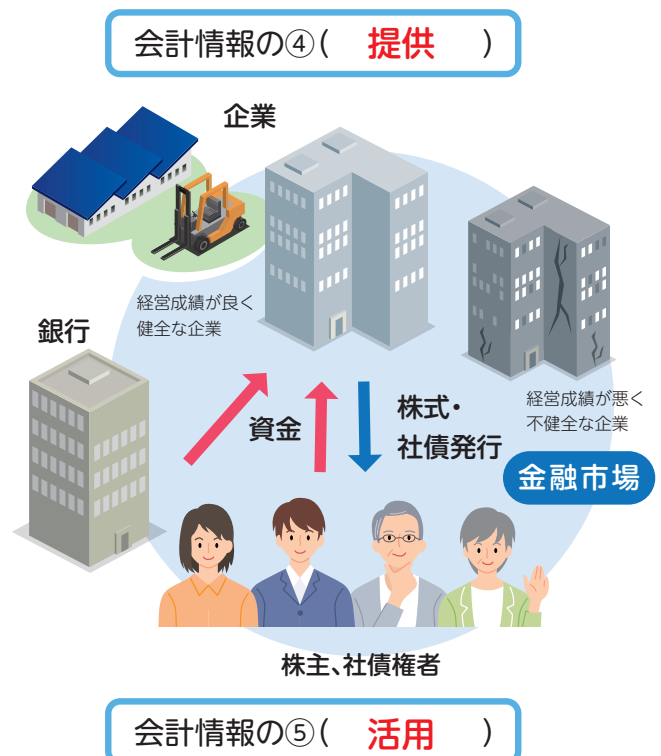 会計情報の④( 提供 )
企業
経営成績が良く
健全な企業
銀行
経営成績が悪く
不健全な企業
資金
株式・
社債発行
金融市場
株主、社債権者
会計情報の⑤( 活用 )